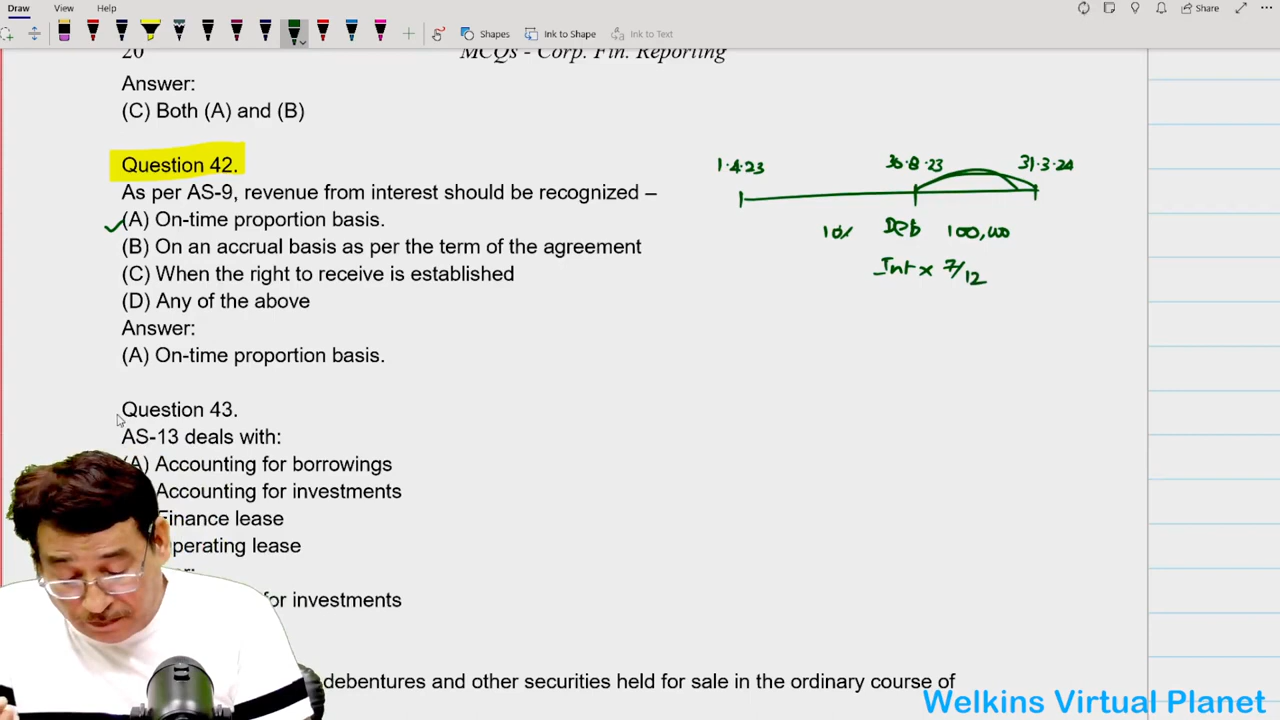 Draw View Help Share
Shapes Ink to Shape Ink to Text
20 MCQs - Corp. Fin. Reporting
Answer:
(C) Both (A) and (B)
Question 42.
As per AS-9, revenue from interest should be recognized –
(A) On-time proportion basis.
(B) On an accrual basis as per the term of the agreement
(C) When the right to receive is established
(D) Any of the above
Answer:
(A) On-time proportion basis.
1.4.23 30.8.23 31.3.24
10% Deb 100,000
Int x 7/12
Question 43.
AS-13 deals with:
(A) Accounting for borrowings
Accounting for investments
Finance lease
Operating lease
for investments
debentures and other securities held for sale in the ordinary course of
Welkins Virtual Planet